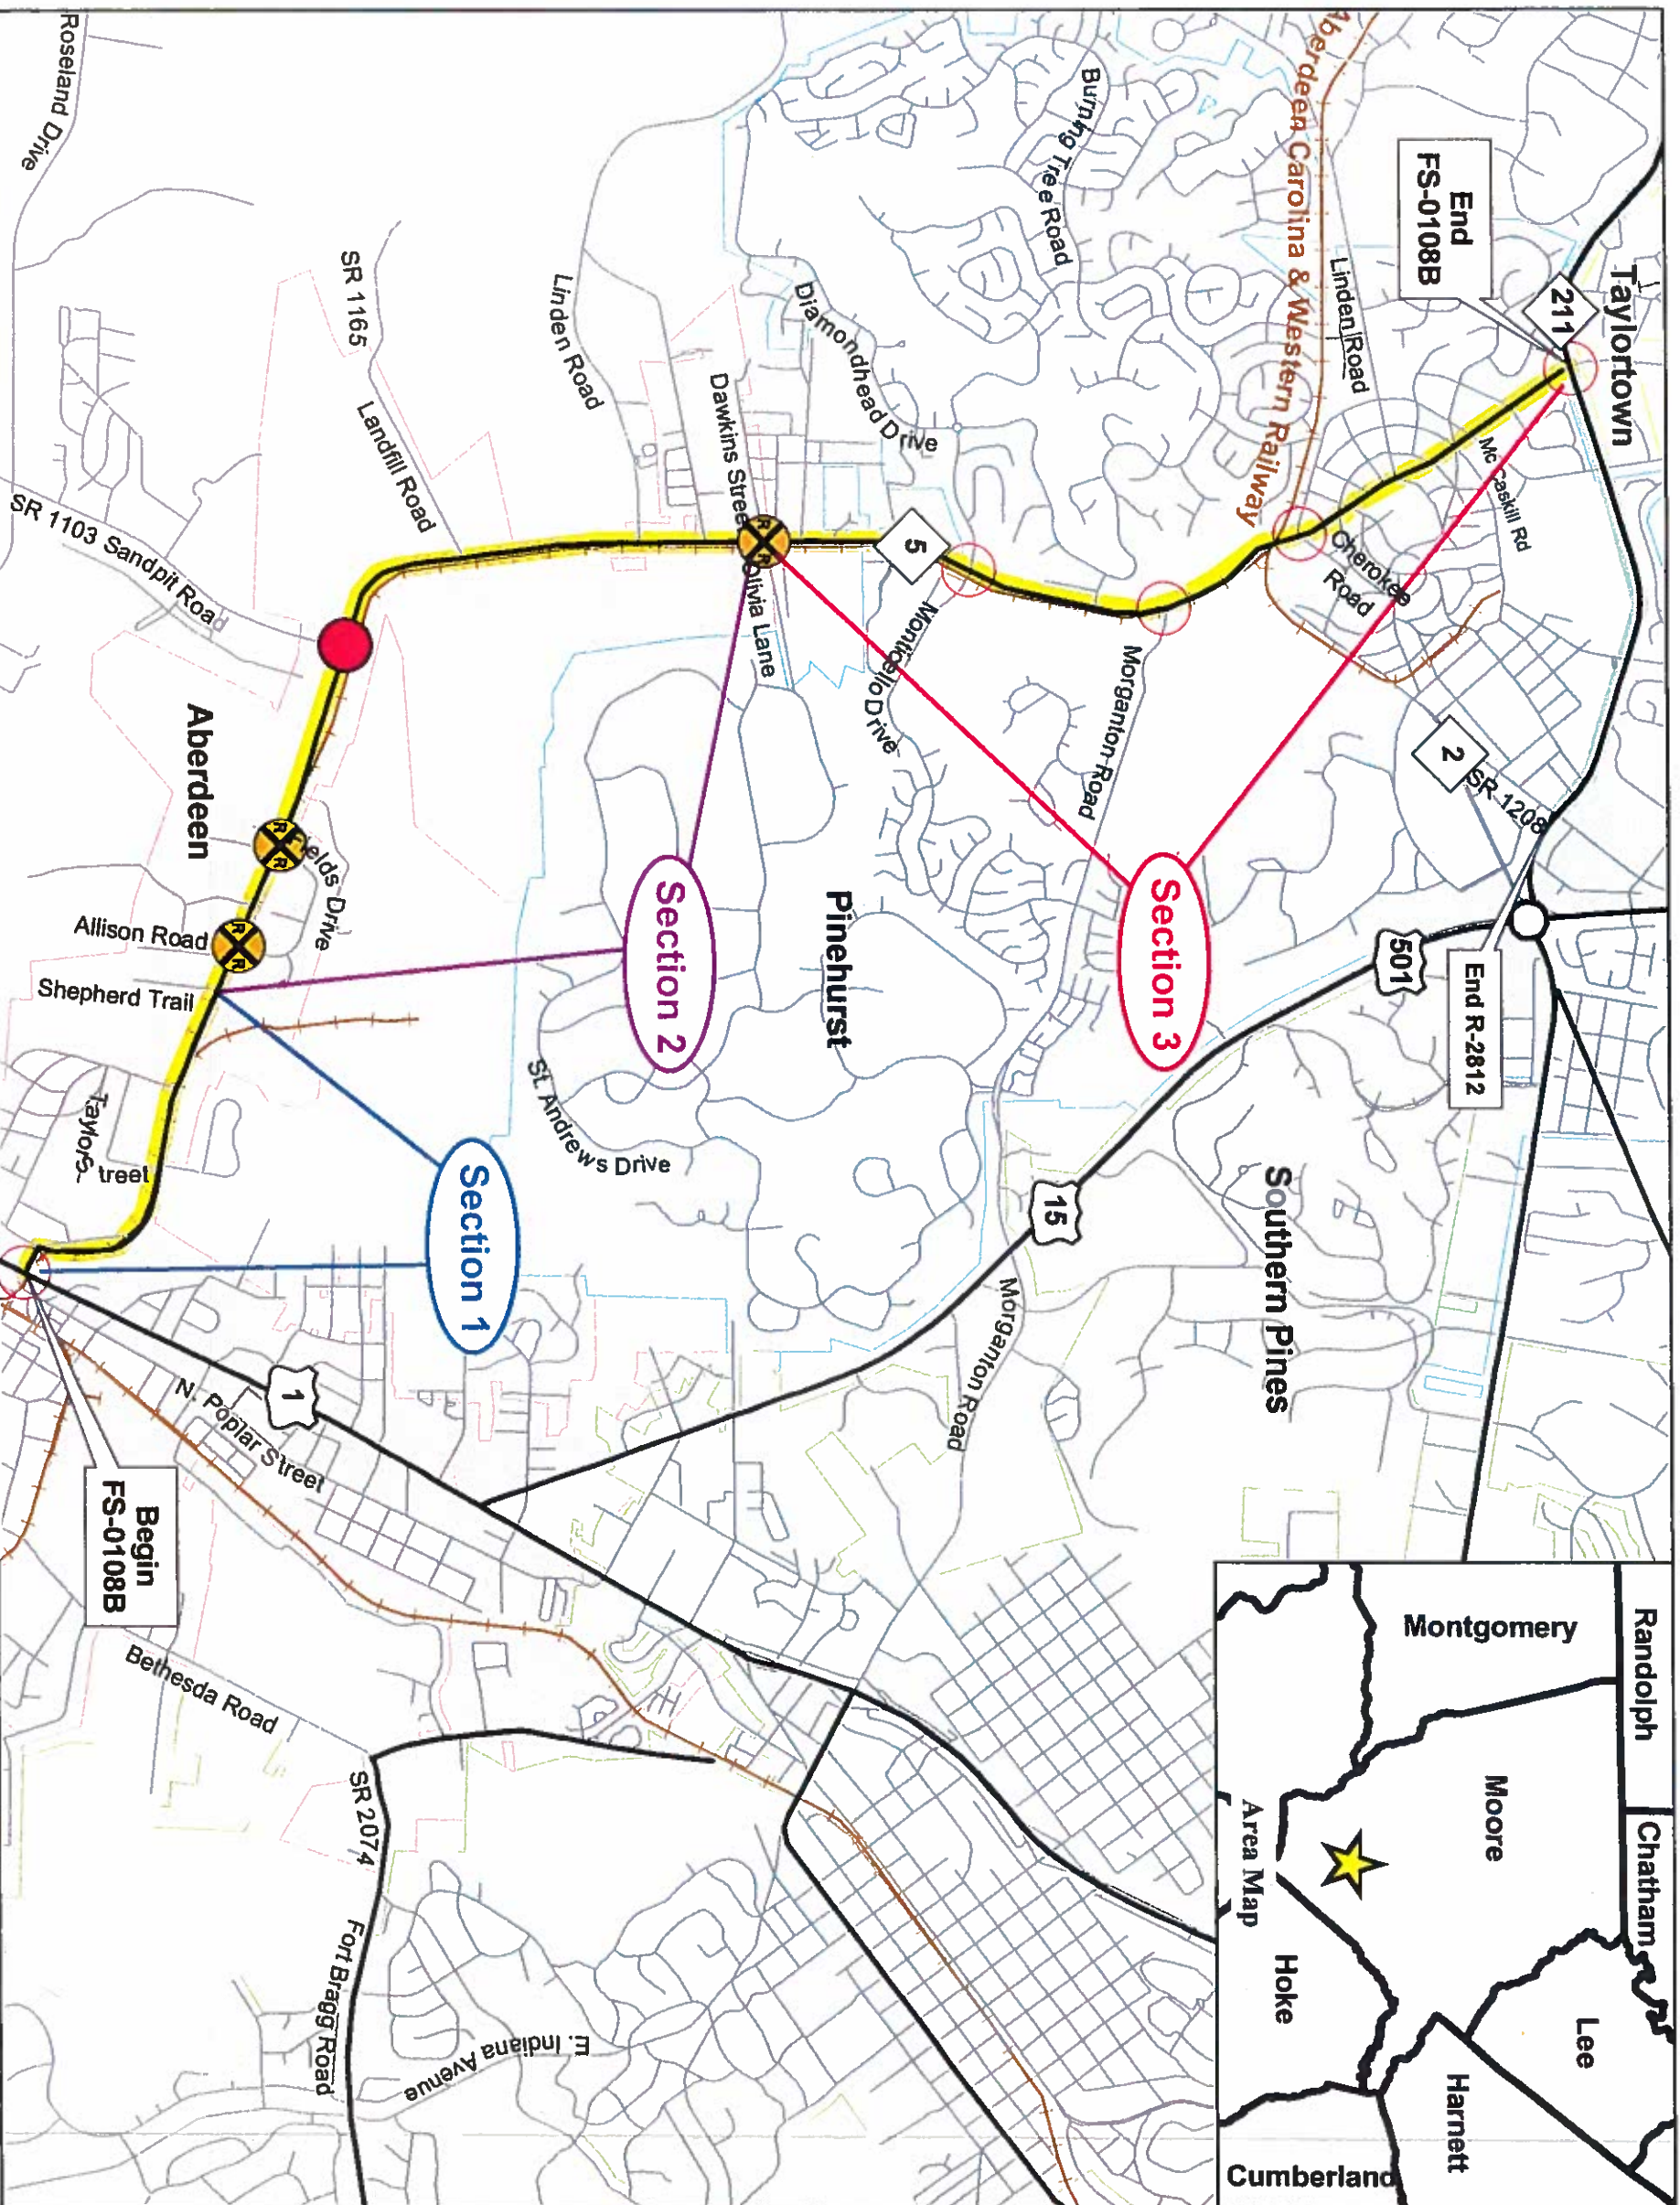 Taylortown
211
End
FS-0108B
Mc Caskill Rd
Linden Road
Aberdeen Carolina & Western Railway
Cherokee
Road
Burning Tree Road
2
SR 1208
End R-2812
501
Section 3
Morganton Road
Diamondhead Drive
5
Monticello Drive
Pinehurst
Southern Pines
15
Morganton Road
Dawkins Street
R R
Olivia Lane
Linden Road
Section 2
St. Andrews Drive
SR 1165
Landfill Road
Section 1
SR 1103 Sandpit Road
Roseland Drive
Aberdeen
R R
Fields Drive
R R
Allison Road
Shepherd Trail
Taylor Street
1
N. Poplar Street
Begin
FS-0108B
Bethesda Road
SR 2074
Fort Bragg Road
E. Indiana Avenue
Randolph
Chatham
Montgomery
Moore
Lee
Harnett
Hoke
Cumberland
Area Map